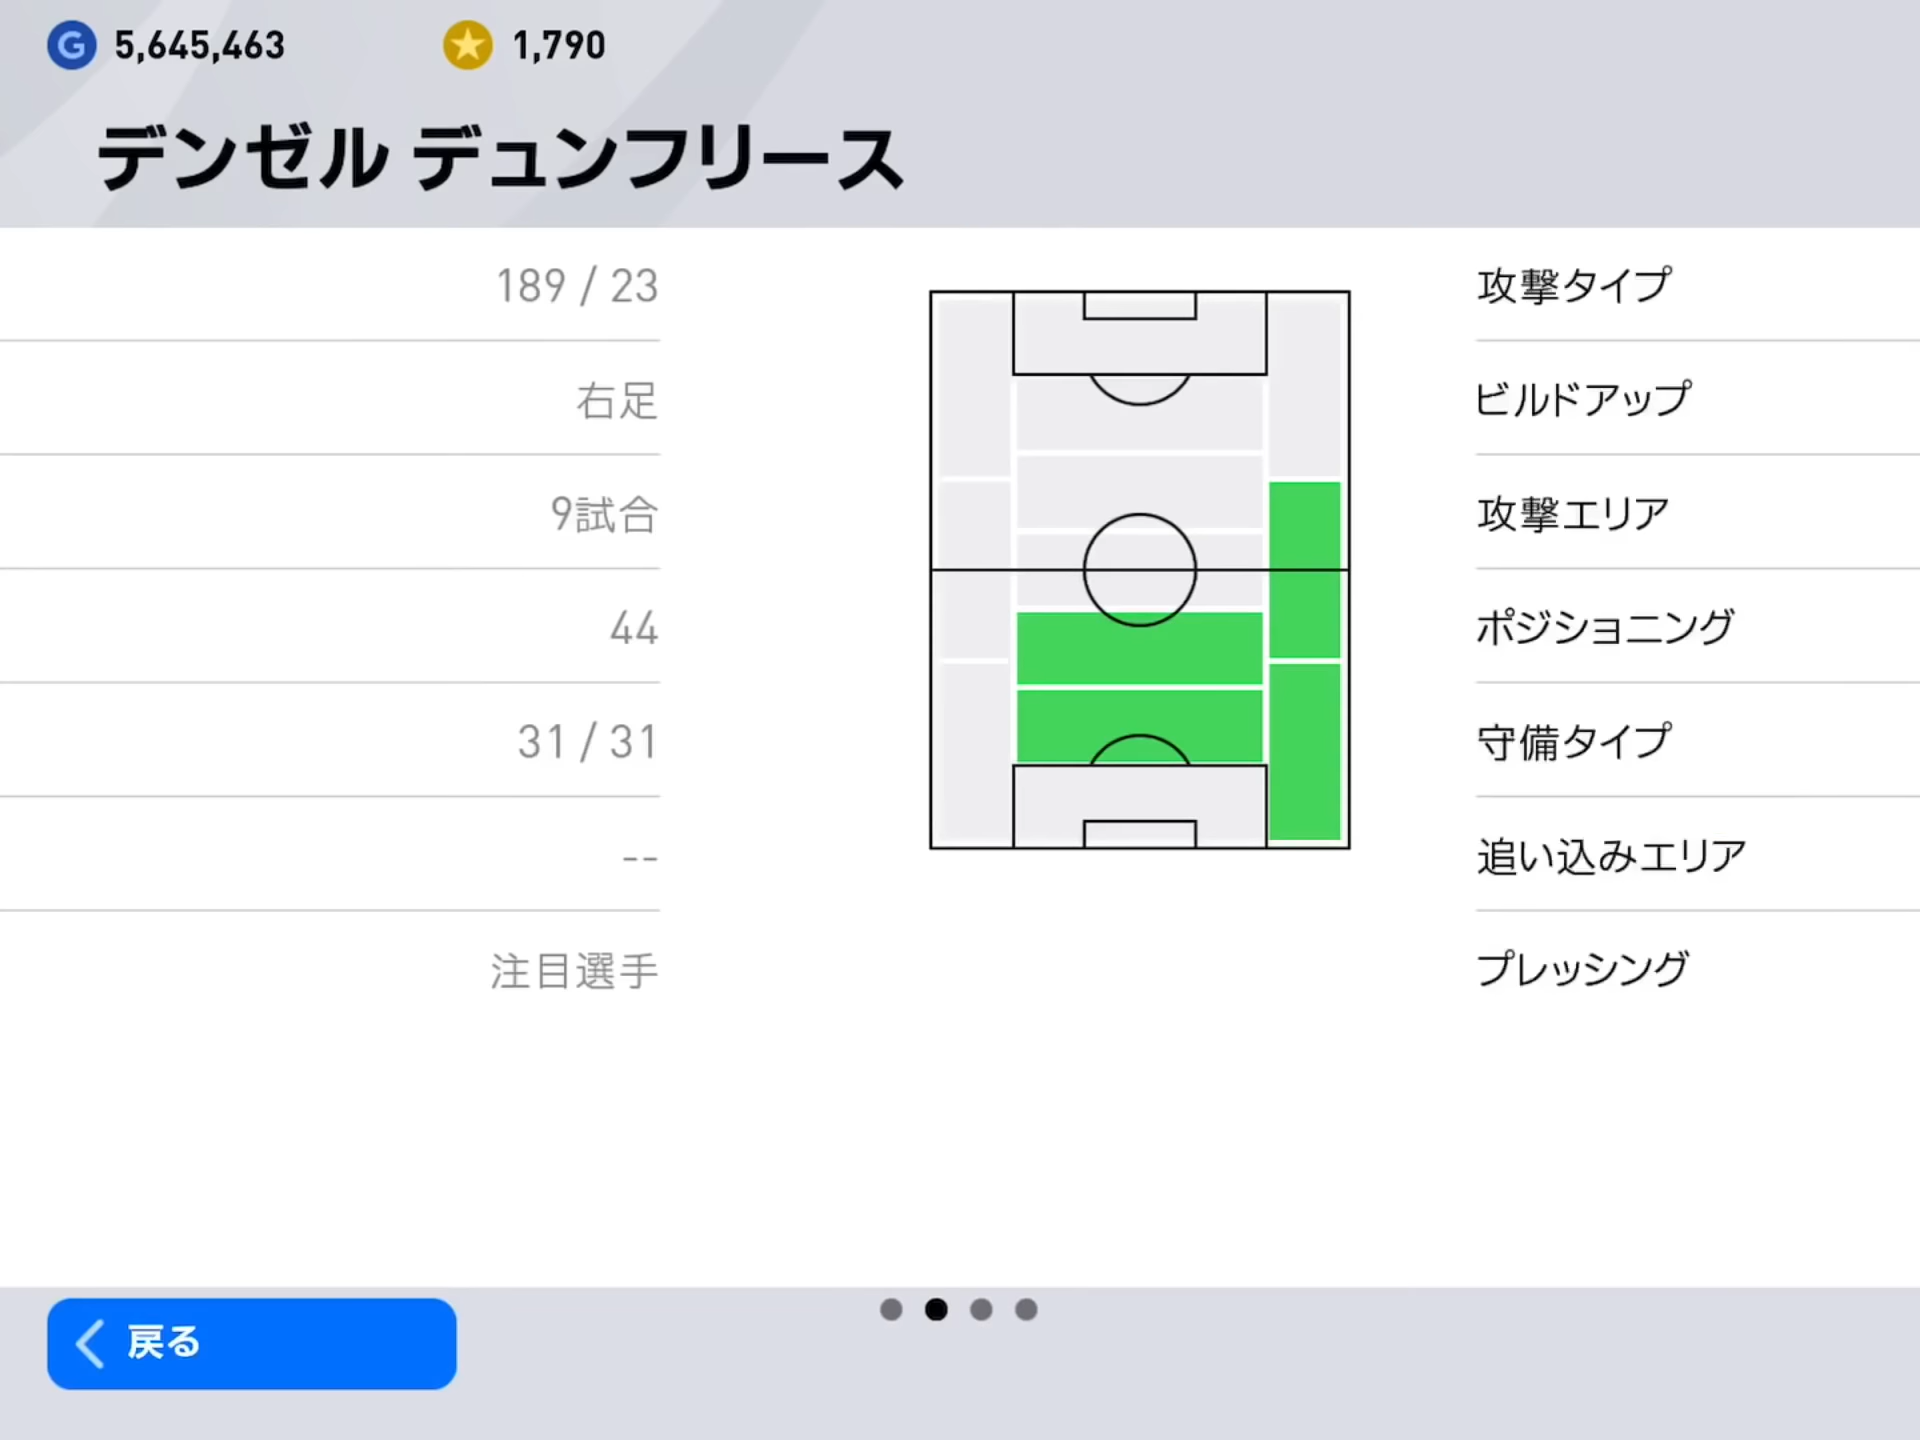 G 5,645,463 1,790
デンゼル デュンフリース
189 / 23
右足
9試合
44
31 / 31
--
注目選手
攻撃タイプ
ビルドアップ
攻撃エリア
ポジショニング
守備タイプ
追い込みエリア
プレッシング
戻る